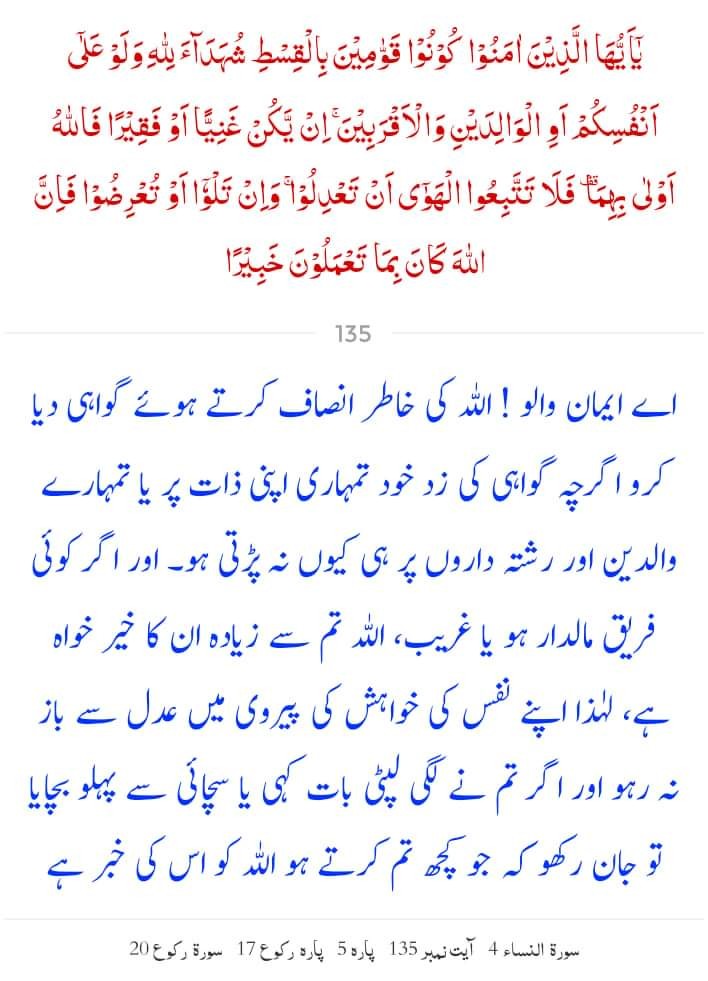 يٰۤاَيُّهَا الَّذِيْنَ اٰمَنُوْا كُوْنُوْا قَوّٰمِيْنَ بِالْقِسْطِ شُهَدَآءَ لِلّٰهِ وَلَوْ عَلٰۤى
اَنْفُسِكُمْ اَوِ الْوَالِدَيْنِ وَالْاَقْرَبِيْنَ ۚ اِنْ يَّكُنْ غَنِيًّا اَوْ فَقِيْرًا فَاللّٰهُ
اَوْلٰى بِهِمَا ۗ فَلَا تَتَّبِعُوا الْهَوٰۤى اَنْ تَعْدِلُوْا ۚ وَاِنْ تَلْوٗۤا اَوْ تُعْرِضُوْا فَاِنَّ
اللّٰهَ كَانَ بِمَا تَعْمَلُوْنَ خَبِيْرًا
135
اے ایمان والو ! اللہ کی خاطر انصاف کرتے ہوئے گواہی دیا
کرو اگرچہ گواہی کی زد خود تمہاری اپنی ذات پر یا تمہارے
والدین اور رشتہ داروں پر ہی کیوں نہ پڑتی ہو۔ اور اگر کوئی
فریق مالدار ہو یا غریب، اللہ تم سے زیادہ ان کا خیر خواہ
ہے، لہٰذا اپنے نفس کی خواہش کی پیروی میں عدل سے باز
نہ رہو اور اگر تم نے لگی لپٹی بات کہی یا سچائی سے پہلو بچایا
تو جان رکھو کہ جو کچھ تم کرتے ہو اللہ کو اس کی خبر ہے
سورۃ النساء 4 آیت نمبر 135 پارہ 5 پارہ رکوع 17 سورۃ رکوع 20